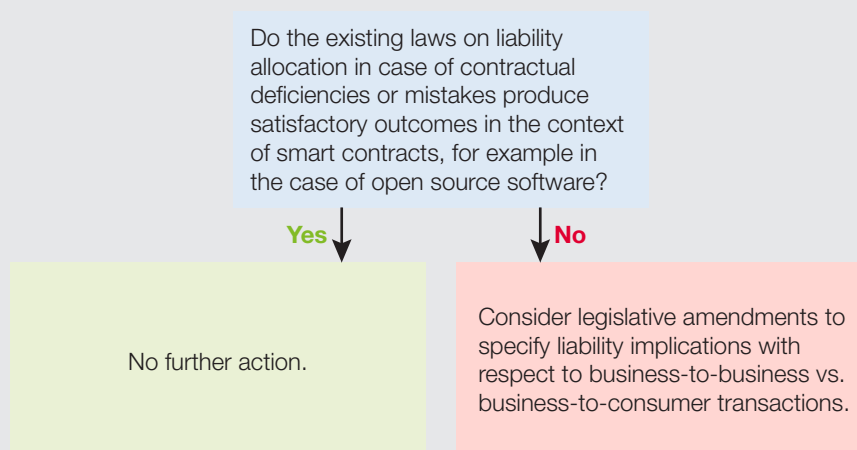 Do the existing laws on liability
allocation in case of contractual
deficiencies or mistakes produce
satisfactory outcomes in the context
of smart contracts, for example in
the case of open source software?
Yes
No
No further action.
Consider legislative amendments to
specify liability implications with
respect to business-to-business vs.
business-to-consumer transactions.